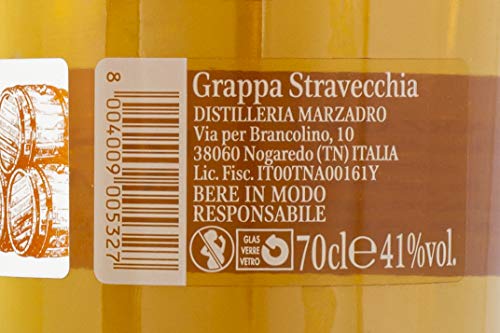 Grappa Stravecchia
DISTILLERIA MARZADRO
Via per Brancolino, 10
38060 Nogaredo (TN) ITALIA
Lic. Fisc. IT00TNA00161Y
BERE IN MODO
RESPONSABILE
GLAS
VERRE
VETRO
70cl℮ 41%vol.
8 004009 005327